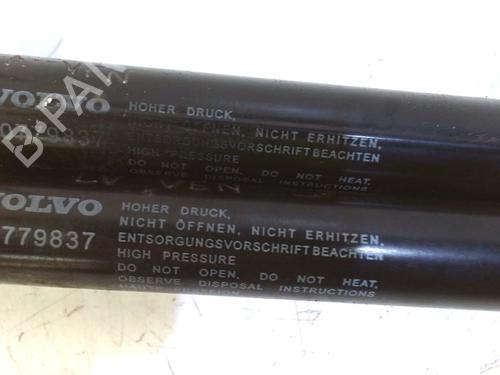 VOLVO
HOHER DRUCK,
NICHT ÖFFNEN, NICHT ERHITZEN,
ENTSORGUNGSVORSCHRIFT BEACHTEN
HIGH PRESSURE
DO NOT OPEN, DO NOT HEAT.
OBSERVE DISPOSAL INSTRUCTIONS
VOLVO
779837
HOHER DRUCK,
NICHT ÖFFNEN, NICHT ERHITZEN,
ENTSORGUNGSVORSCHRIFT BEACHTEN
HIGH PRESSURE
DO NOT OPEN, DO NOT HEAT.
OBSERVE DISPOSAL INSTRUCTIONS